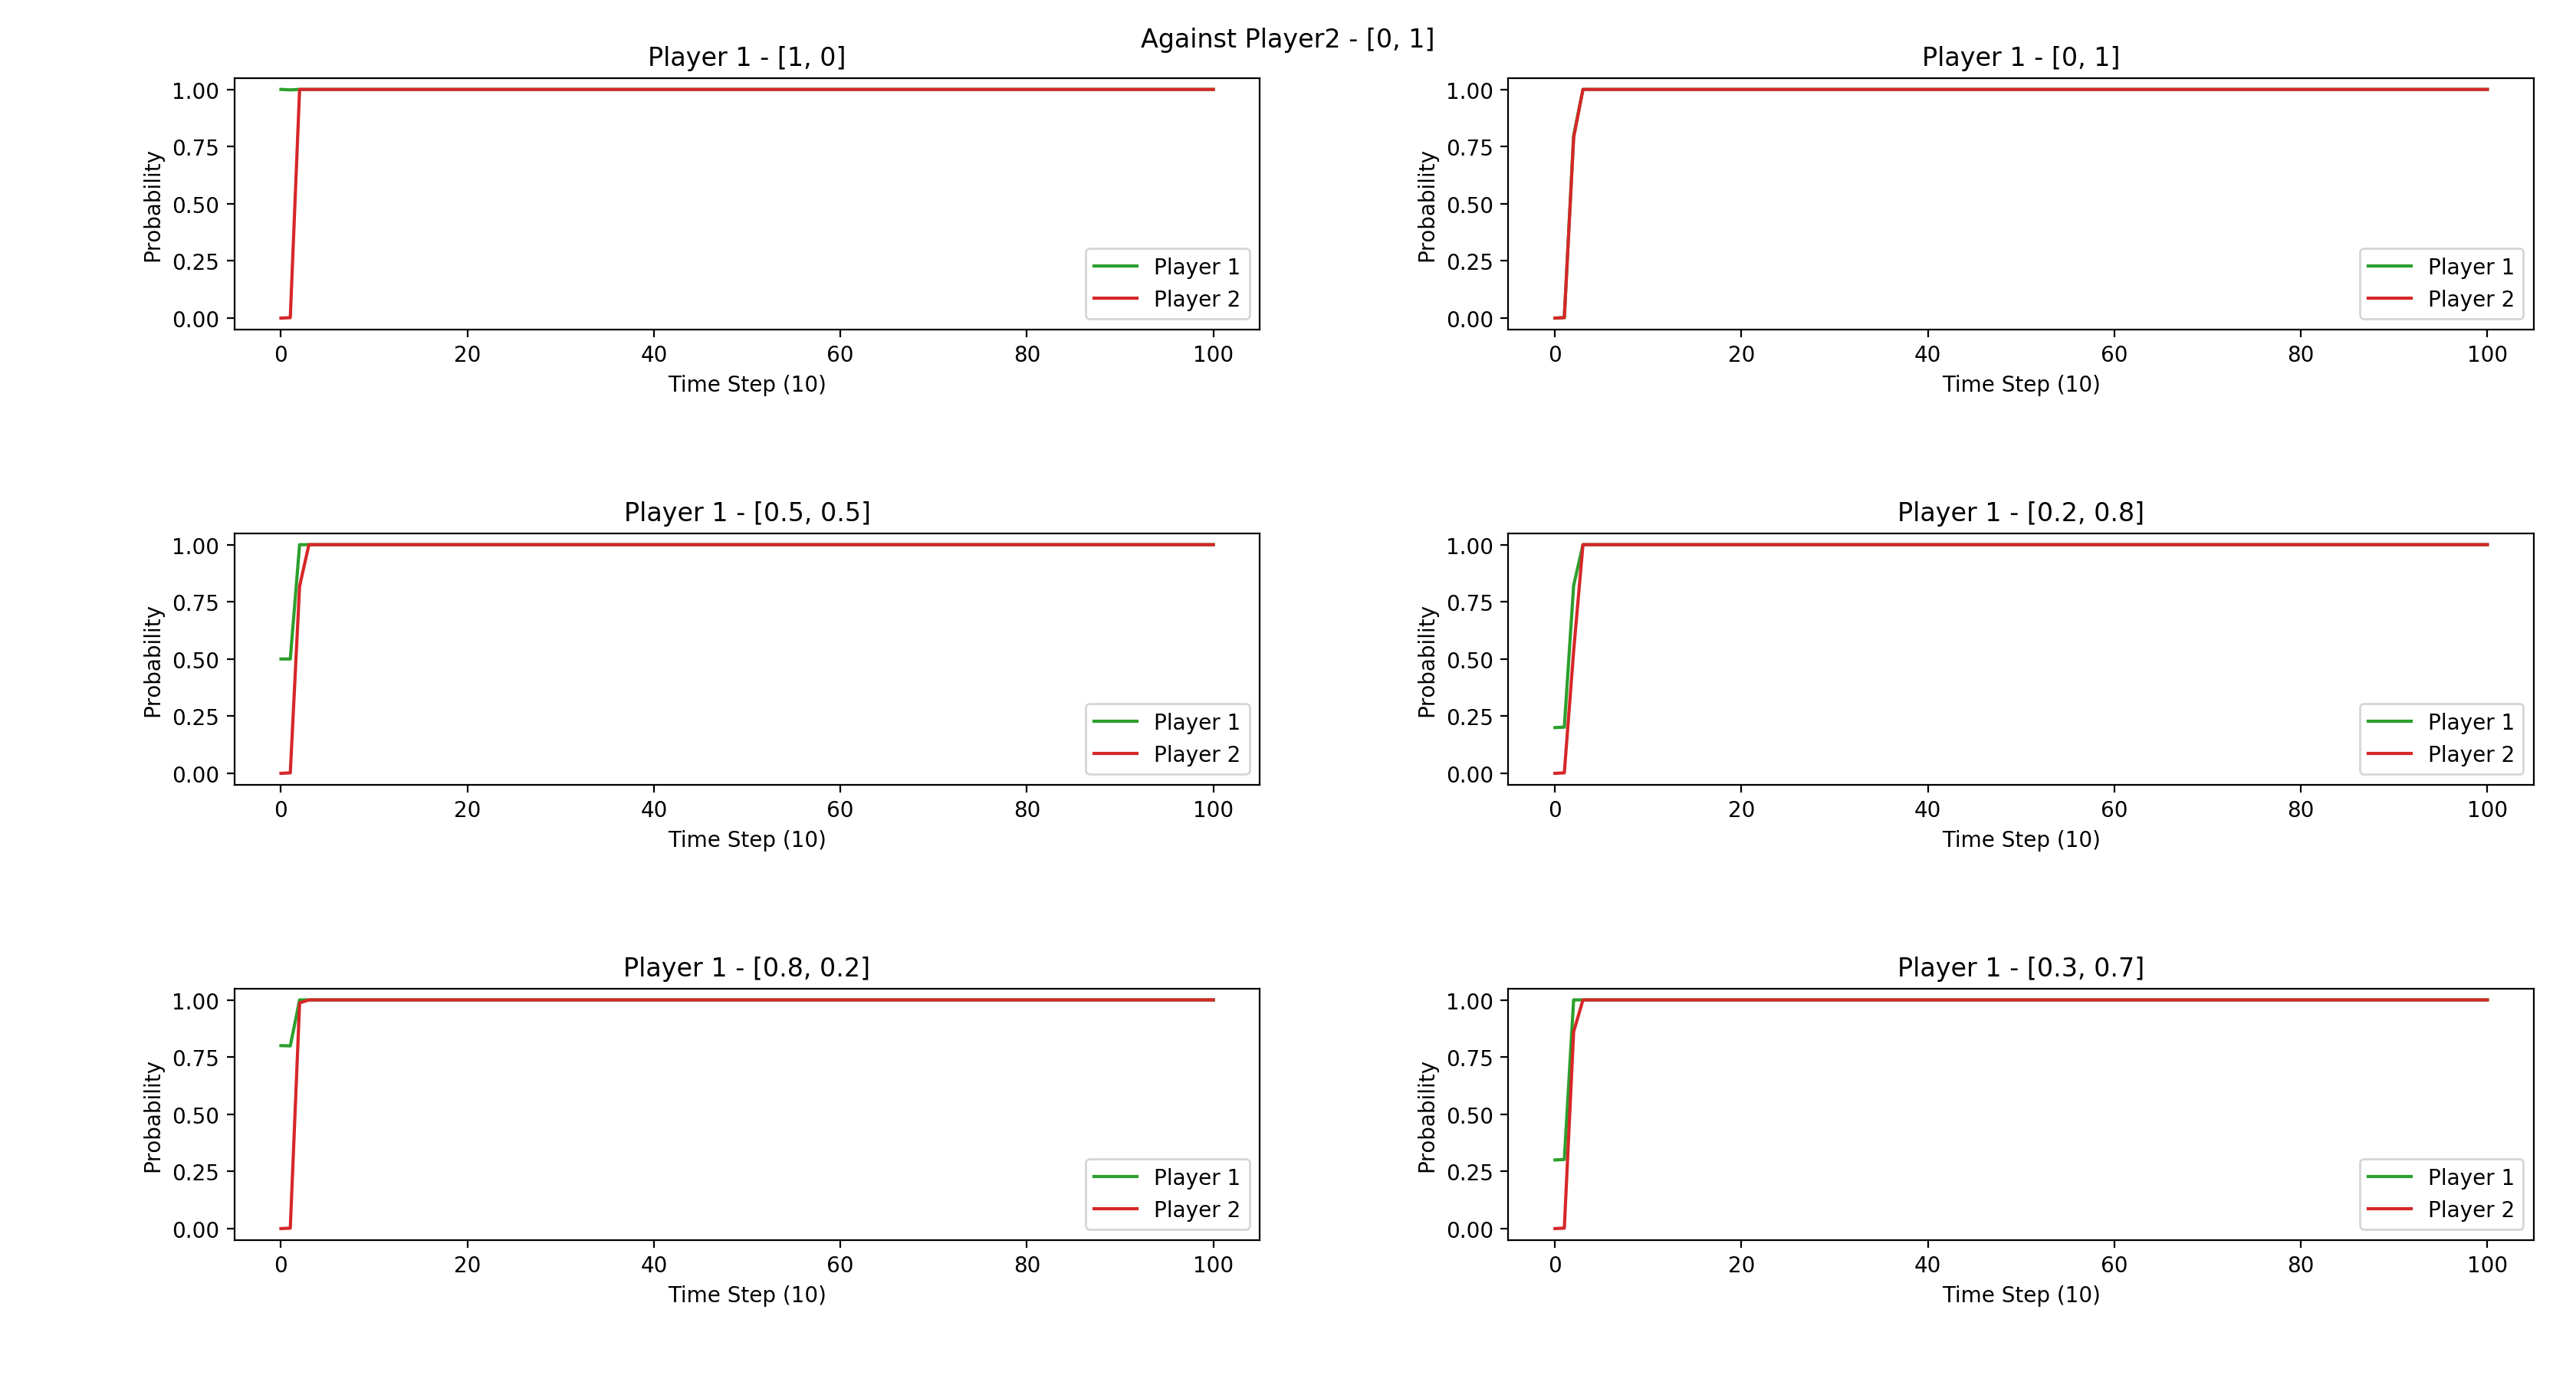 Against Player2 - [0, 1]
Player 1 - [1, 0]
1.00
0.75
0.50
0.25
0.00
Probability
Player 1
Player 2
0 20 40 60 80 100
Time Step (10)
Player 1 - [0, 1]
1.00
0.75
0.50
0.25
0.00
Probability
Player 1
Player 2
0 20 40 60 80 100
Time Step (10)
Player 1 - [0.5, 0.5]
1.00
0.75
0.50
0.25
0.00
Probability
Player 1
Player 2
0 20 40 60 80 100
Time Step (10)
Player 1 - [0.2, 0.8]
1.00
0.75
0.50
0.25
0.00
Probability
Player 1
Player 2
0 20 40 60 80 100
Time Step (10)
Player 1 - [0.8, 0.2]
1.00
0.75
0.50
0.25
0.00
Probability
Player 1
Player 2
0 20 40 60 80 100
Time Step (10)
Player 1 - [0.3, 0.7]
1.00
0.75
0.50
0.25
0.00
Probability
Player 1
Player 2
0 20 40 60 80 100
Time Step (10)